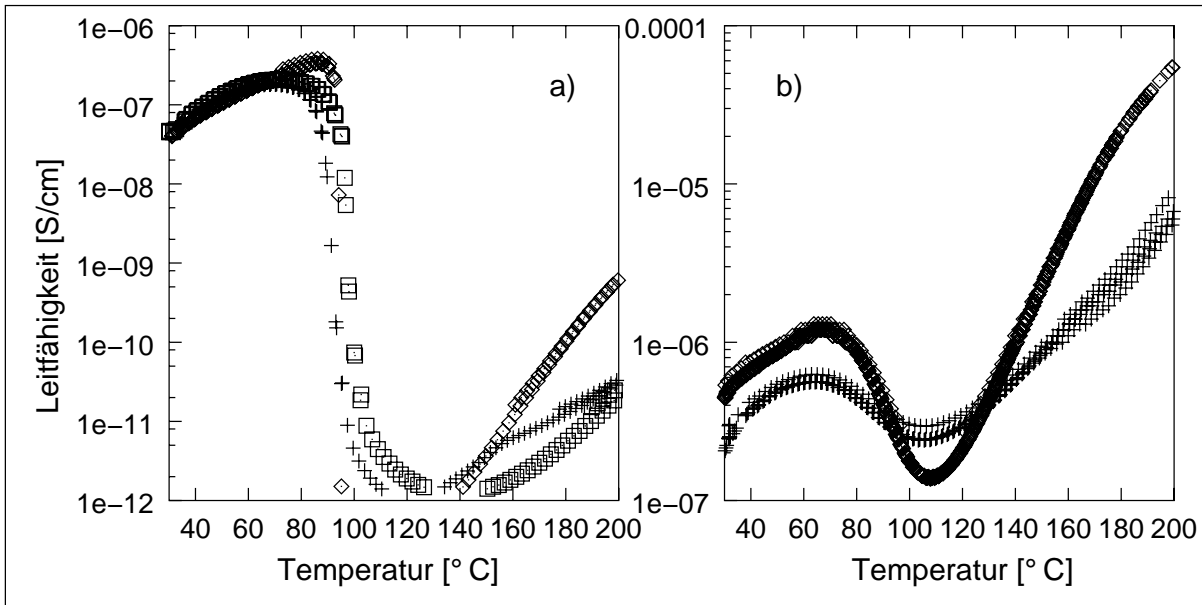 Leitfähigkeit [S/cm]
1e−06
1e−07
1e−08
1e−09
1e−10
1e−11
1e−12
40 60 80 100 120 140 160 180 200
Temperatur [° C]
a)
0.0001
1e−05
1e−06
1e−07
40 60 80 100 120 140 160 180 200
Temperatur [° C]
b)